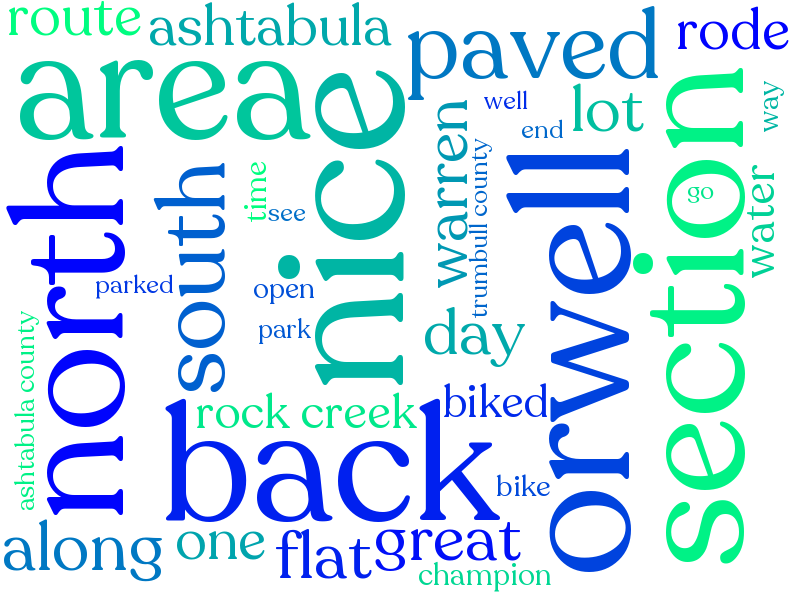 route
ashtabula
paved
rode
area
nice
well
end
lot
way
section
warren
trumbull county
orwell
go
water
north
south
time
see
parked
open
park
day
ashtabula county
rock creek
back
biked
bike
along
one
flat
great
champion